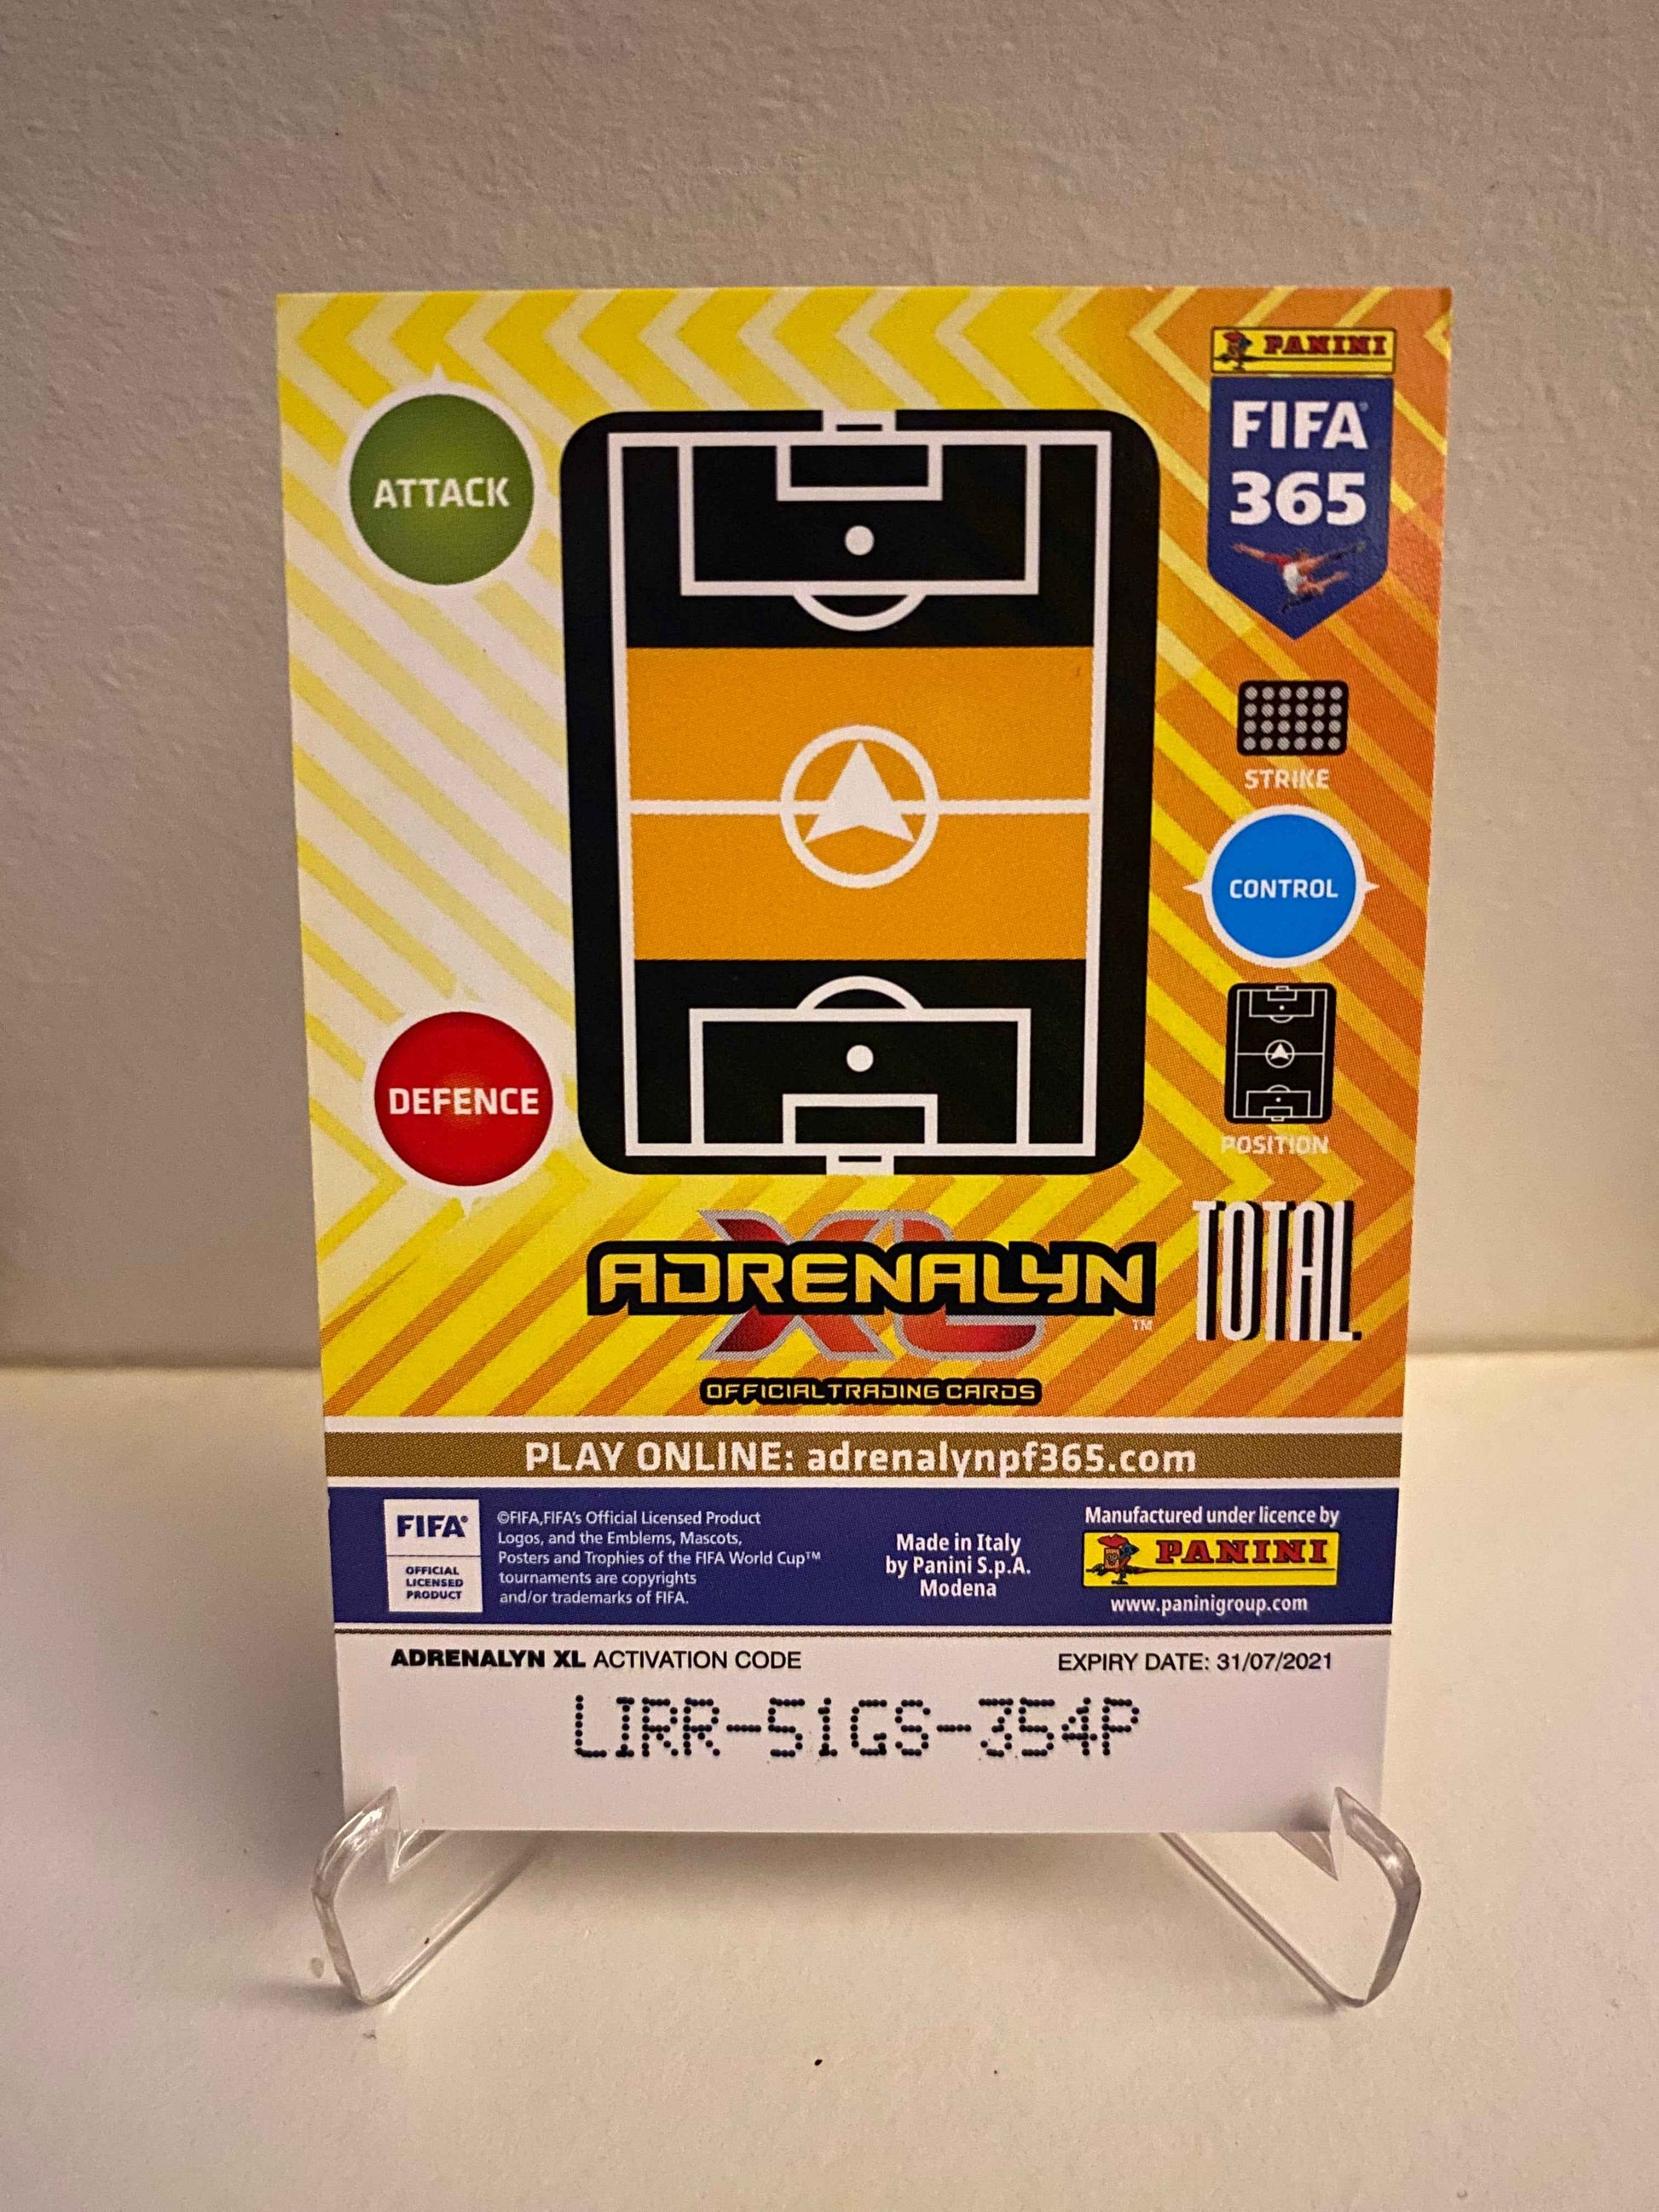 PANINI
FIFA
365
ATTACK
STRIKE
CONTROL
DEFENCE
POSITION
ADRENALYN
XL
TM
TOTAL
OFFICIAL TRADING CARDS
PLAY ONLINE: adrenalynpf365.com
FIFA®
OFFICIAL
LICENSED
PRODUCT
©FIFA,FIFA's Official Licensed Product
Logos, and the Emblems, Mascots,
Posters and Trophies of the FIFA World Cup™
tournaments are copyrights
and/or trademarks of FIFA.
Made in Italy
by Panini S.p.A.
Modena
Manufactured under licence by
PANINI
www.paninigroup.com
ADRENALYN XL ACTIVATION CODE
EXPIRY DATE: 31/07/2021
LIRR-51GS-354P